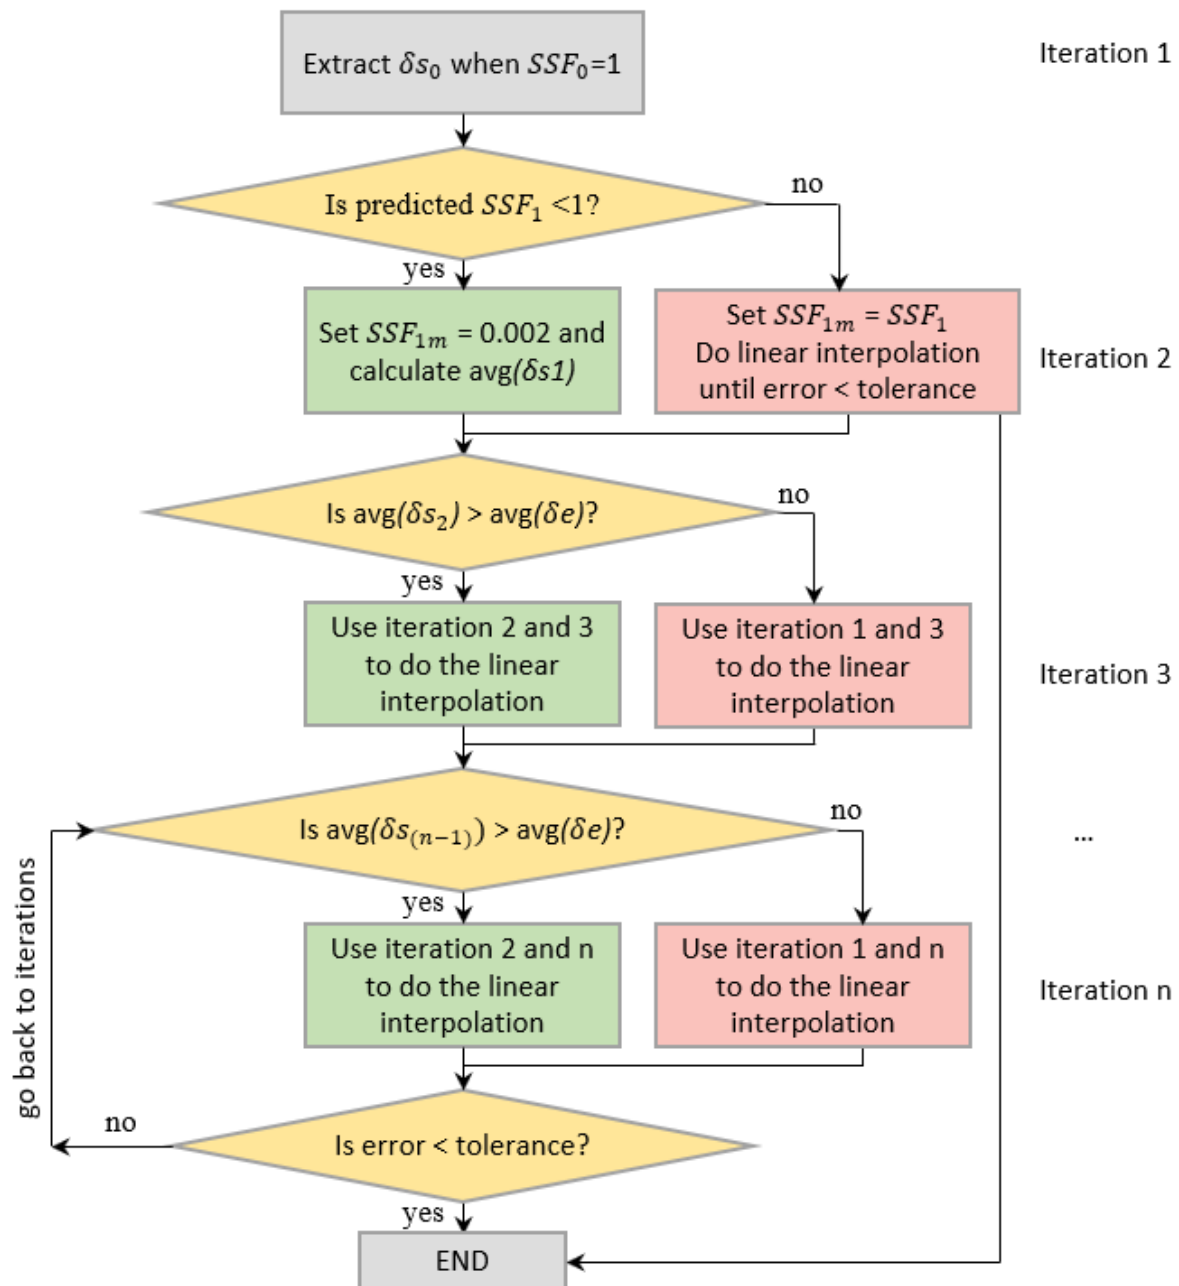 Extract δs₀ when SSF₀=1
Iteration 1
Is predicted SSF₁ <1?
no
yes
Set SSF₁ₘ = 0.002 and
calculate avg(δs1)
Set SSF₁ₘ = SSF₁
Do linear interpolation
until error < tolerance
Iteration 2
Is avg(δs₂) > avg(δe)?
no
yes
Use iteration 2 and 3
to do the linear
interpolation
Use iteration 1 and 3
to do the linear
interpolation
Iteration 3
Is avg(δs₍ₙ₋₁₎) > avg(δe)?
no
...
yes
Use iteration 2 and n
to do the linear
interpolation
Use iteration 1 and n
to do the linear
interpolation
Iteration n
go back to iterations
no
Is error < tolerance?
yes
END